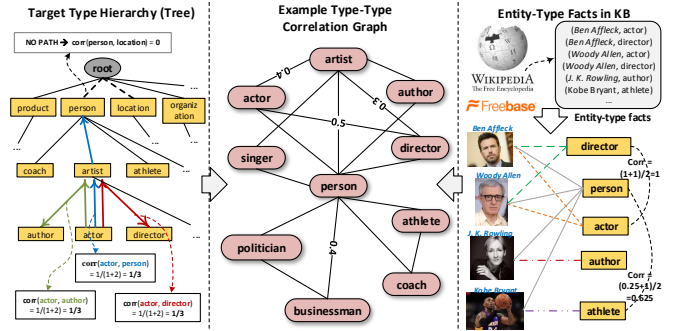 Target Type Hierarchy (Tree)
NO PATH ➔ corr(person, location) = 0
root
...
product
person
location
organiz
ation
...
...
coach
artist
athlete
...
author
actor
director
...
corr(actor, person)
= 1/(1+2) = 1/3
corr(actor, author)
= 1/(1+2) = 1/3
corr(actor, director)
= 1/(1+2) = 1/3
Example Type-Type
Correlation Graph
artist
0.4
actor
0.3
author
0.5
singer
director
person
athlete
politician
0.4
coach
businessman
Entity-Type Facts in KB
(Ben Affleck, actor)
(Ben Affleck, director)
(Woody Allen, actor)
(Woody Allen, director)
(J. K. Rowling, author)
(Kobe Bryant, athlete)
...
WIKIPEDIA
The Free Encyclopedia
Freebase
Entity-type facts
Ben Affleck
director
Corr =
(1+1)/2=1
Woody Allen
person
actor
J. K. Rowling
author
Corr =
(0.25+1)/2
=0.625
Kobe Bryant
athlete